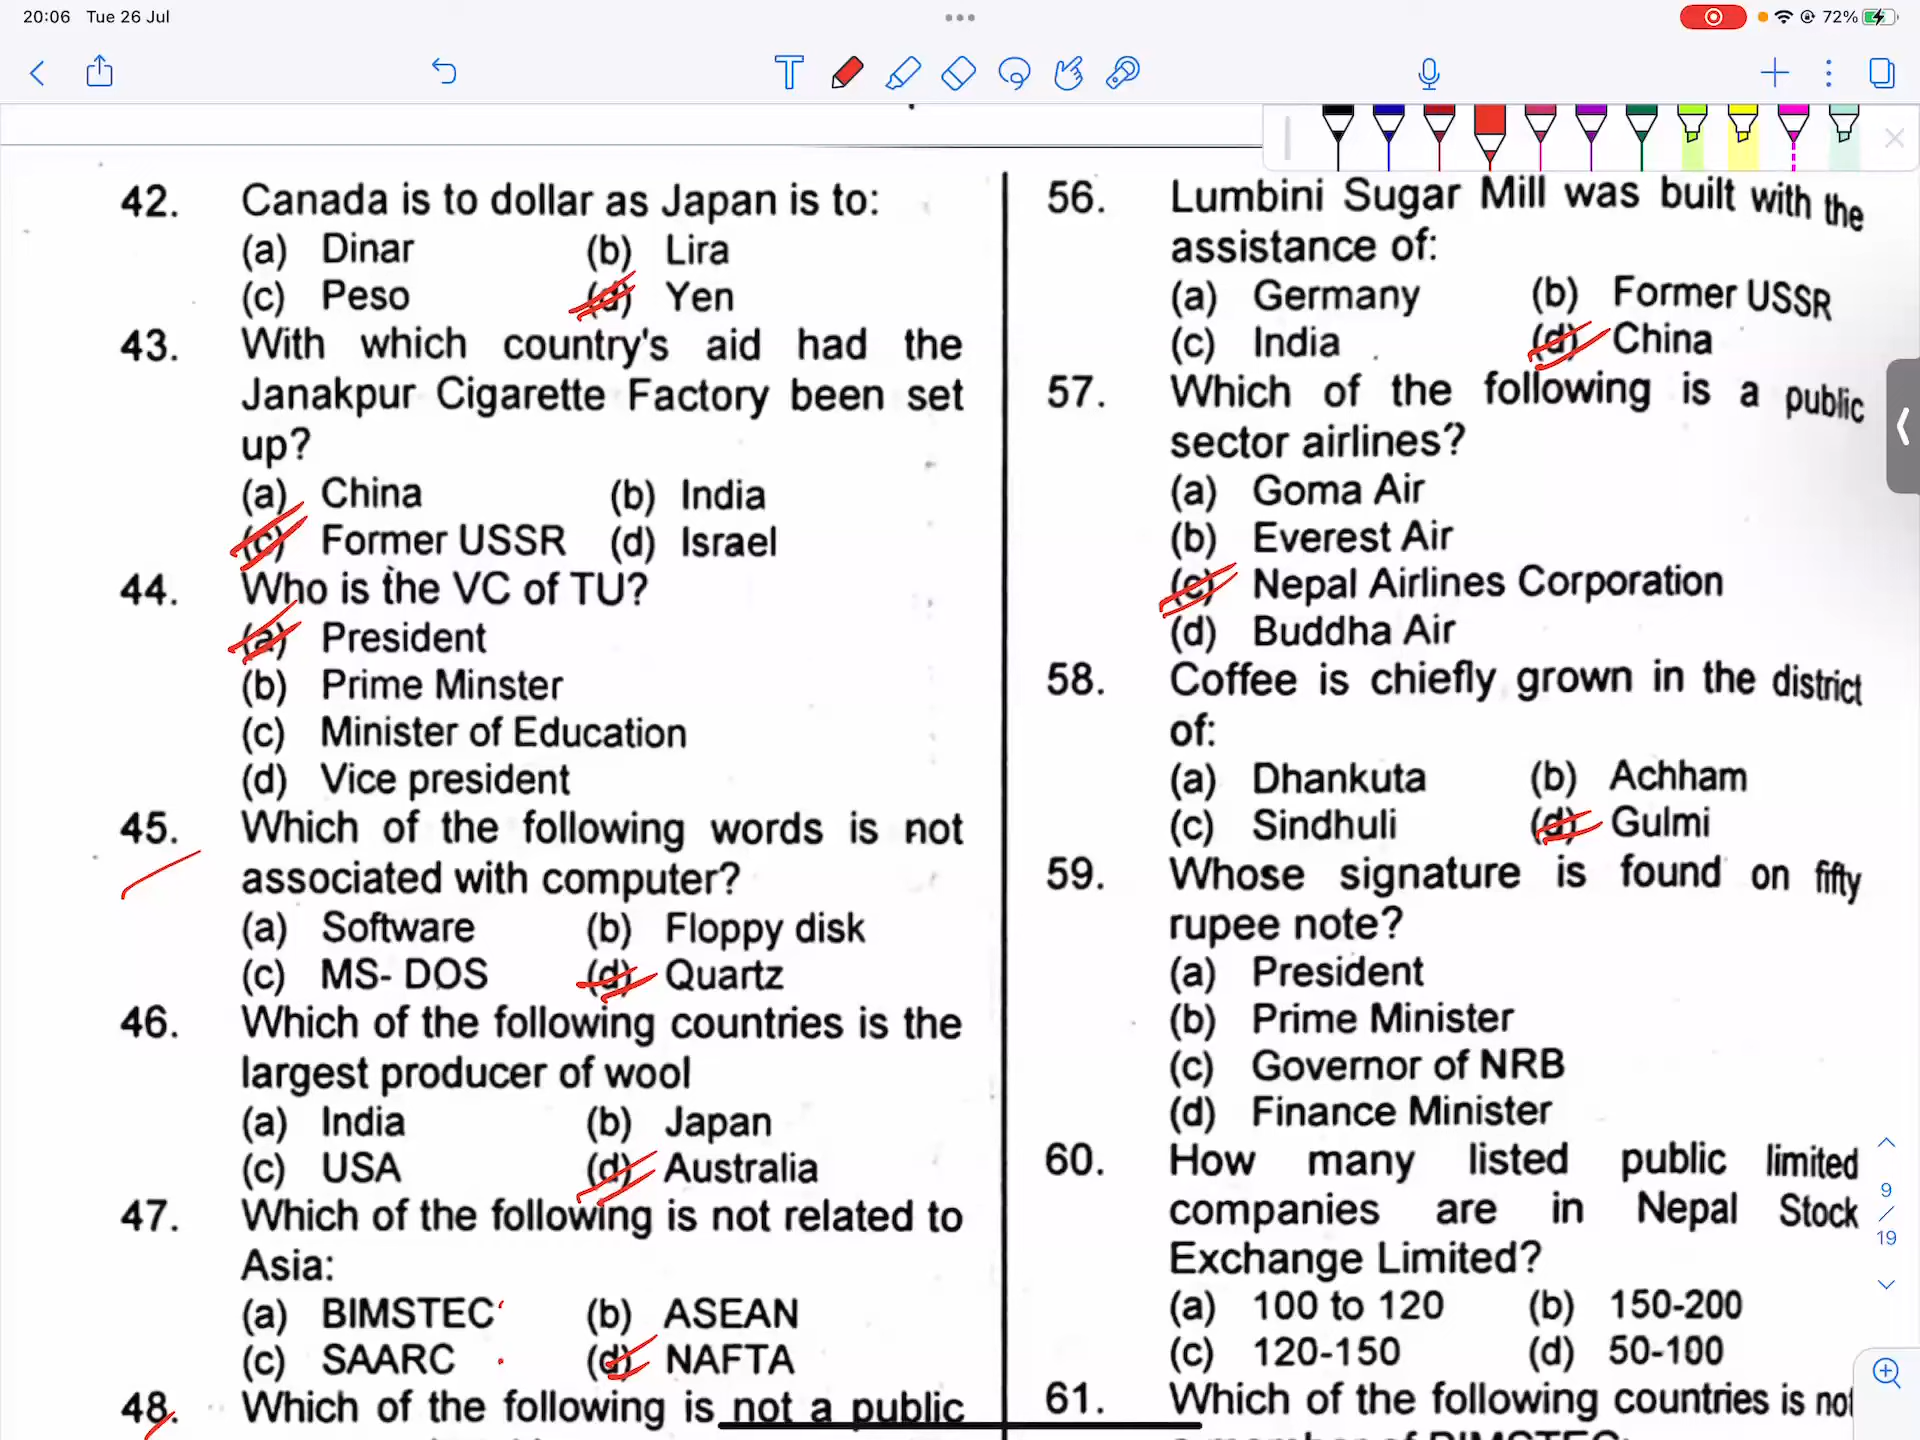 20:06 Tue 26 Jul
72%
42. Canada is to dollar as Japan is to:
(a) Dinar (b) Lira
(c) Peso (d) Yen
43. With which country's aid had the
Janakpur Cigarette Factory been set
up?
(a) China (b) India
(c) Former USSR (d) Israel
44. Who is the VC of TU?
(a) President
(b) Prime Minster
(c) Minister of Education
(d) Vice president
45. Which of the following words is not
associated with computer?
(a) Software (b) Floppy disk
(c) MS- DOS (d) Quartz
46. Which of the following countries is the
largest producer of wool
(a) India (b) Japan
(c) USA (d) Australia
47. Which of the following is not related to
Asia:
(a) BIMSTEC (b) ASEAN
(c) SAARC (d) NAFTA
48. Which of the following is not a public
56. Lumbini Sugar Mill was built with the
assistance of:
(a) Germany (b) Former USSR
(c) India (d) China
57. Which of the following is a public
sector airlines?
(a) Goma Air
(b) Everest Air
(c) Nepal Airlines Corporation
(d) Buddha Air
58. Coffee is chiefly grown in the district
of:
(a) Dhankuta (b) Achham
(c) Sindhuli (d) Gulmi
59. Whose signature is found on fifty
rupee note?
(a) President
(b) Prime Minister
(c) Governor of NRB
(d) Finance Minister
60. How many listed public limited
companies are in Nepal Stock
Exchange Limited?
(a) 100 to 120 (b) 150-200
(c) 120-150 (d) 50-100
61. Which of the following countries is not
9
/
19